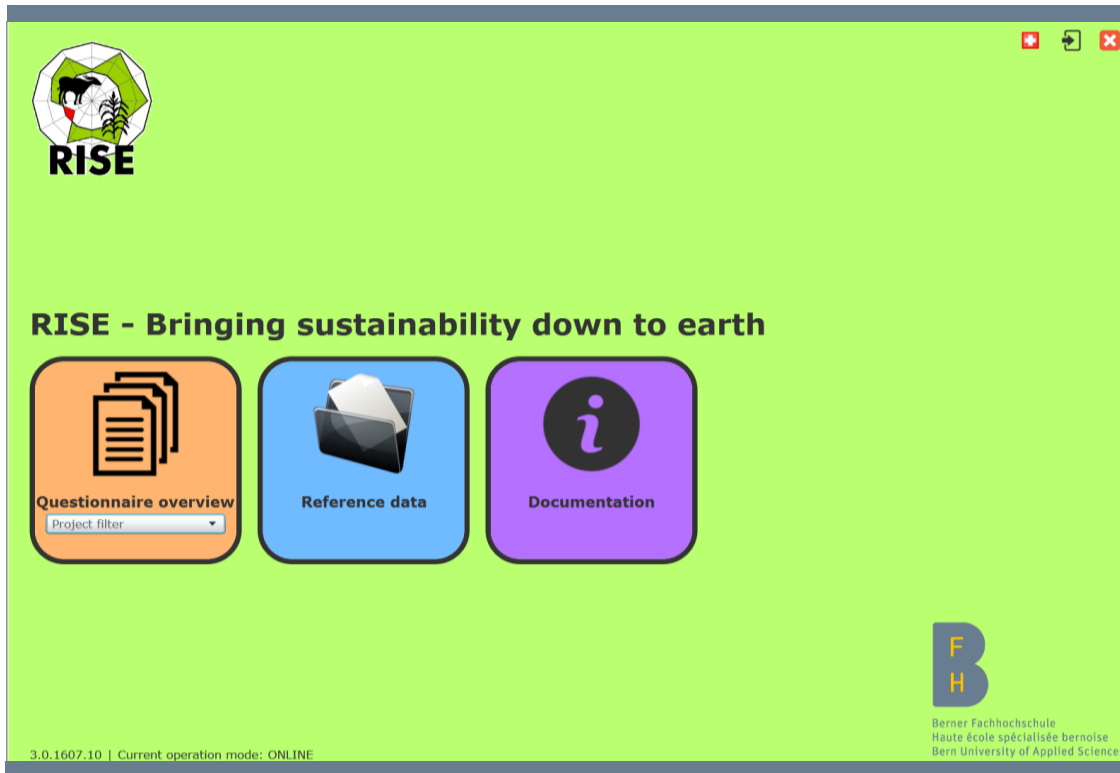 RISE
RISE - Bringing sustainability down to earth
Questionnaire overview
Project filter
Reference data
Documentation
F
H
Berner Fachhochschule
Haute école spécialisée bernoise
Bern University of Applied Science
3.0.1607.10 | Current operation mode: ONLINE